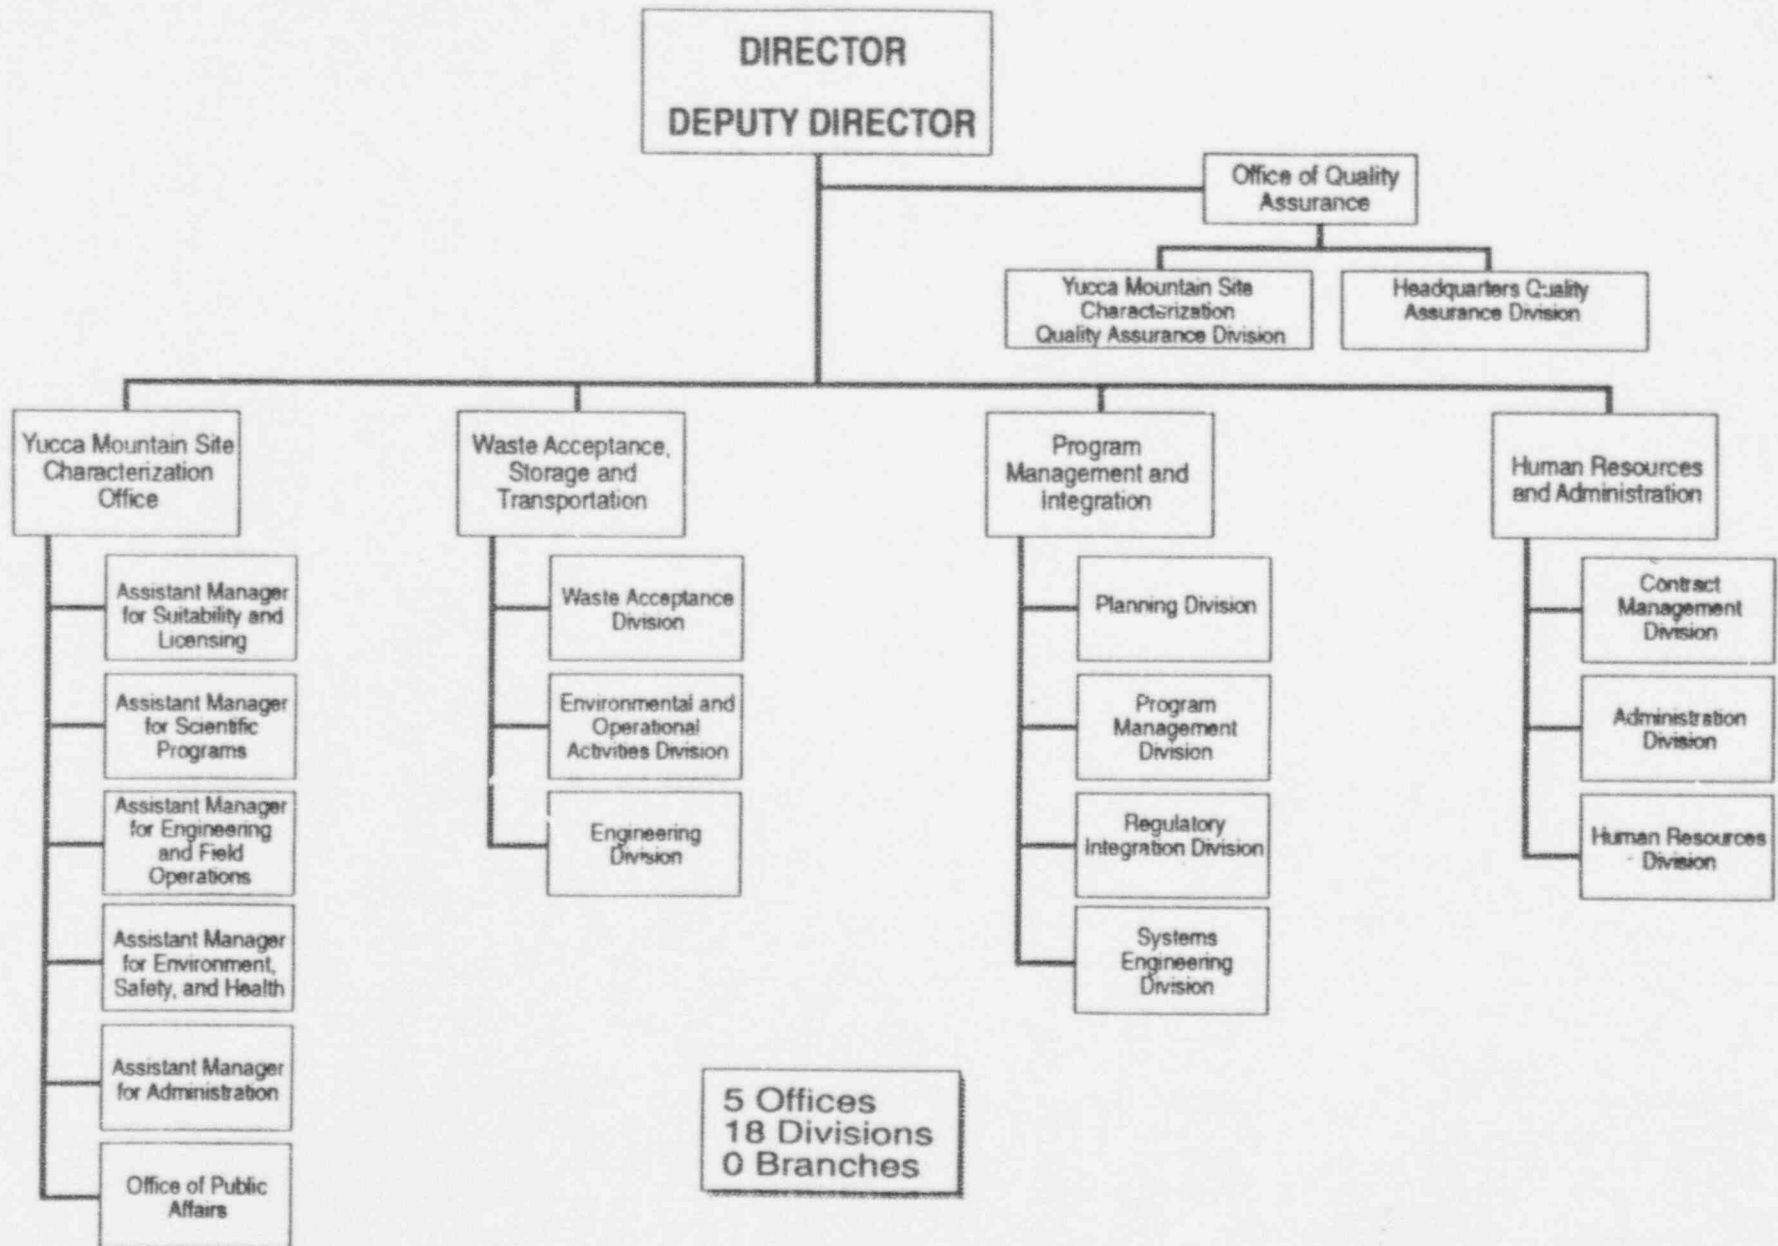 DIRECTOR
DEPUTY DIRECTOR
Office of Quality
Assurance
Yucca Mountain Site
Characterization
Quality Assurance Division
Headquarters Quality
Assurance Division
Yucca Mountain Site
Characterization
Office
Assistant Manager
for Suitability and
Licensing
Assistant Manager
for Scientific
Programs
Assistant Manager
for Engineering
and Field
Operations
Assistant Manager
for Environment,
Safety, and Health
Assistant Manager
for Administration
Office of Public
Affairs
Waste Acceptance,
Storage and
Transportation
Waste Acceptance
Division
Environmental and
Operational
Activities Division
Engineering
Division
Program
Management and
Integration
Planning Division
Program
Management
Division
Regulatory
Integration Division
Systems
Engineering
Division
Human Resources
and Administration
Contract
Management
Division
Administration
Division
Human Resources
Division
5 Offices
18 Divisions
0 Branches